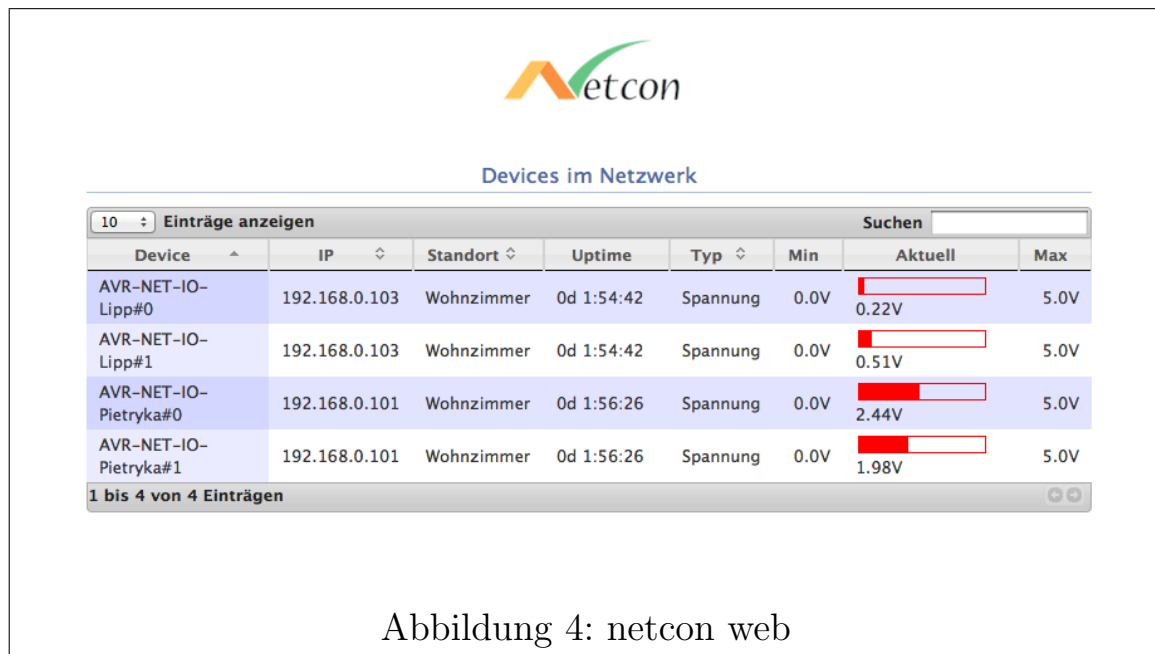 Netcon
Devices im Netzwerk
10 Einträge anzeigen Suchen
Device IP Standort Uptime Typ Min Aktuell Max
AVR-NET-IO-
Lipp#0 192.168.0.103 Wohnzimmer 0d 1:54:42 Spannung 0.0V 0.22V 5.0V
AVR-NET-IO-
Lipp#1 192.168.0.103 Wohnzimmer 0d 1:54:42 Spannung 0.0V 0.51V 5.0V
AVR-NET-IO-
Pietryka#0 192.168.0.101 Wohnzimmer 0d 1:56:26 Spannung 0.0V 2.44V 5.0V
AVR-NET-IO-
Pietryka#1 192.168.0.101 Wohnzimmer 0d 1:56:26 Spannung 0.0V 1.98V 5.0V
1 bis 4 von 4 Einträgen
Abbildung 4: netcon web